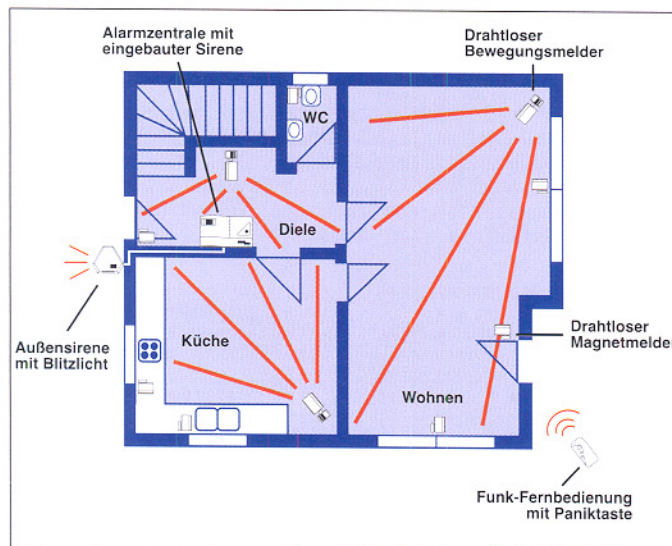 Alarmzentrale mit
eingebauter Sirene
Drahtloser
Bewegungsmelder
WC
Diele
Küche
Außensirene
mit Blitzlicht
Drahtloser
Magnetmelder
Wohnen
Funk-Fernbedienung
mit Paniktaste